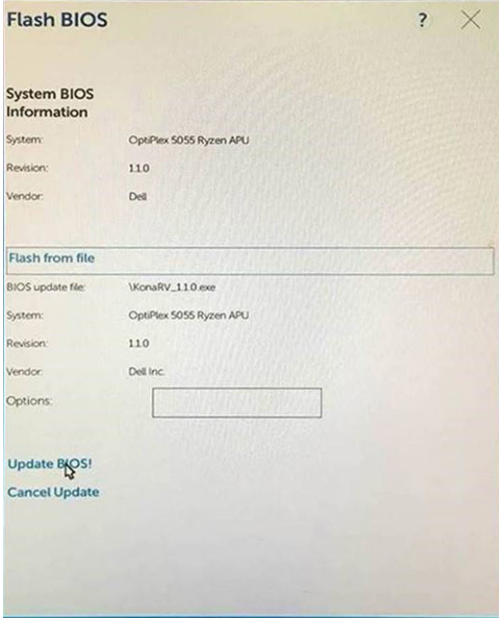 Flash BIOS ?
System BIOS
Information
System: OptiPlex 5055 Ryzen APU
Revision: 1.1.0
Vendor: Dell
Flash from file
BIOS update file: \KonaRV_1.1.0.exe
System: OptiPlex 5055 Ryzen APU
Revision: 1.1.0
Vendor: Dell Inc.
Options:
Update BIOS!
Cancel Update